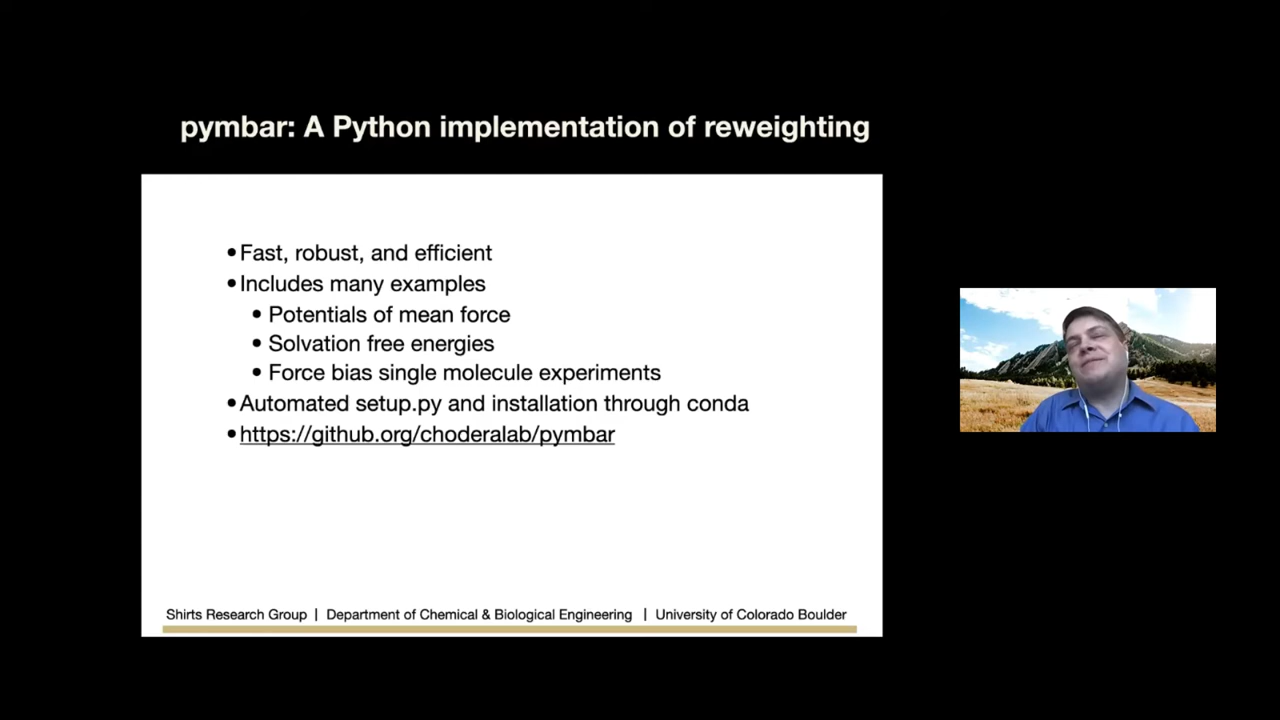 pymbar: A Python implementation of reweighting
•Fast, robust, and efficient
•Includes many examples
• Potentials of mean force
• Solvation free energies
• Force bias single molecule experiments
•Automated setup.py and installation through conda
•https://github.org/choderalab/pymbar
Shirts Research Group | Department of Chemical & Biological Engineering | University of Colorado Boulder